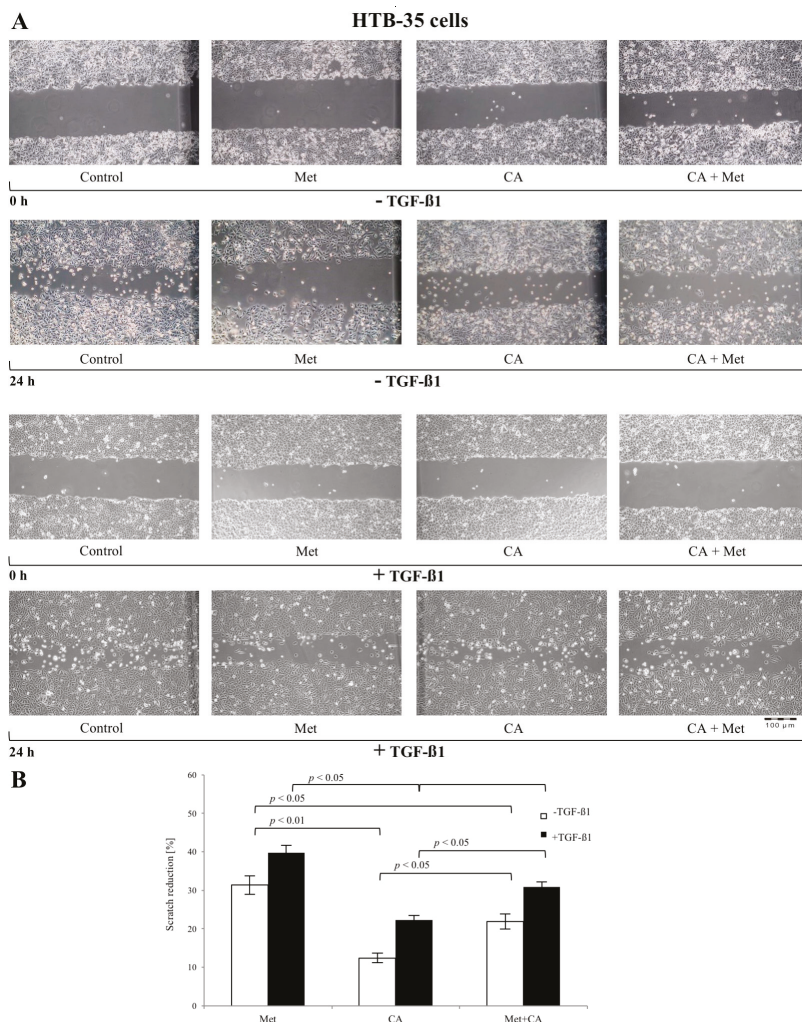 A
HTB-35 cells
Control Met CA CA + Met
0 h - TGF-ß1
Control Met CA CA + Met
24 h - TGF-ß1
Control Met CA CA + Met
0 h + TGF-ß1
Control Met CA CA + Met
100 µm
24 h + TGF-ß1
B
60
50
40
30
20
10
0
Scratch reduction [%]
p < 0.05
p < 0.05
p < 0.01
p < 0.05
p < 0.05
-TGF-ß1
+TGF-ß1
Met CA Met+CA